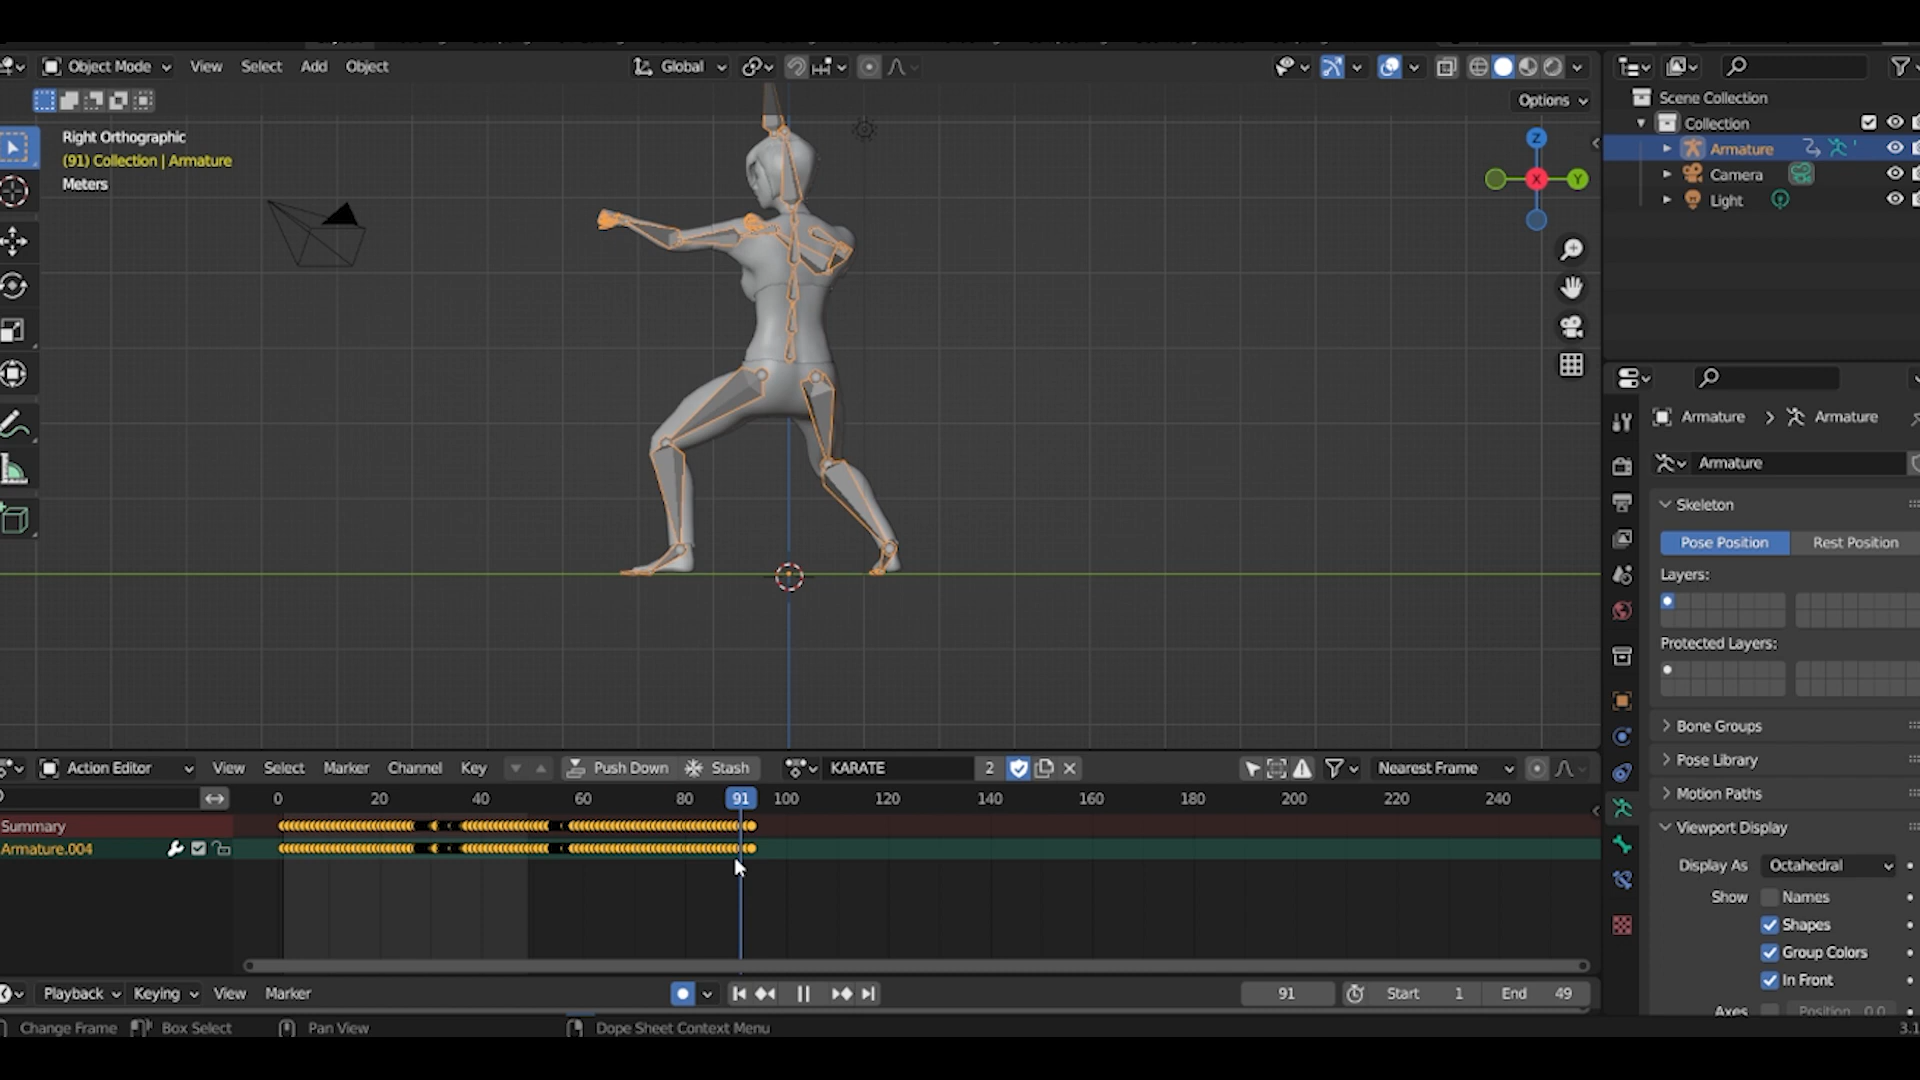 Object Mode View Select Add Object Global
Options
Right Orthographic
(91) Collection | Armature
Meters
Z
X
Y
Scene Collection
Collection
Armature
Camera
Light
Armature > Armature
Armature
Skeleton
Pose Position Rest Position
Layers:
Protected Layers:
Bone Groups
Pose Library
Motion Paths
Viewport Display
Display As Octahedral
Show Names
Shapes
Group Colors
In Front
Axes Position 0.0
Action Editor View Select Marker Channel Key Push Down Stash KARATE 2 Nearest Frame
0 20 40 60 80 91 100 120 140 160 180 200 220 240
Summary
Armature.004
Playback Keying View Marker 91 Start 1 End 49
Change Frame Box Select Pan View Dope Sheet Context Menu 3.1